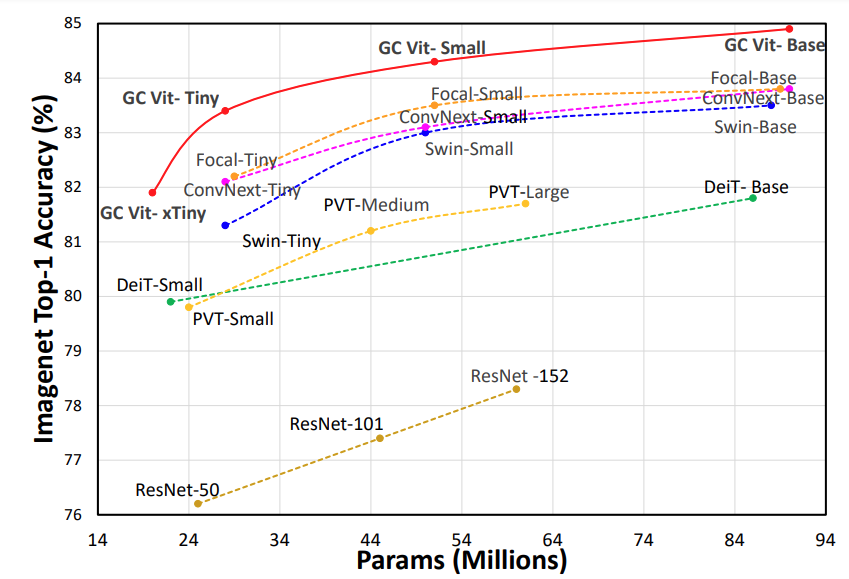 85
GC Vit- Small
GC Vit- Base
84
Focal-Base
GC Vit- Tiny
Focal-Small
ConvNext-Base
ConvNext-Small
Swin-Base
83
Swin-Small
Focal-Tiny
82
ConvNext-Tiny
PVT-Large
DeiT- Base
PVT-Medium
GC Vit- xTiny
81
Swin-Tiny
DeiT-Small
80
PVT-Small
79
ResNet -152
78
ResNet-101
77
ResNet-50
76
14 24 34 44 54 64 74 84 94
Params (Millions)
Imagenet Top-1 Accuracy (%)